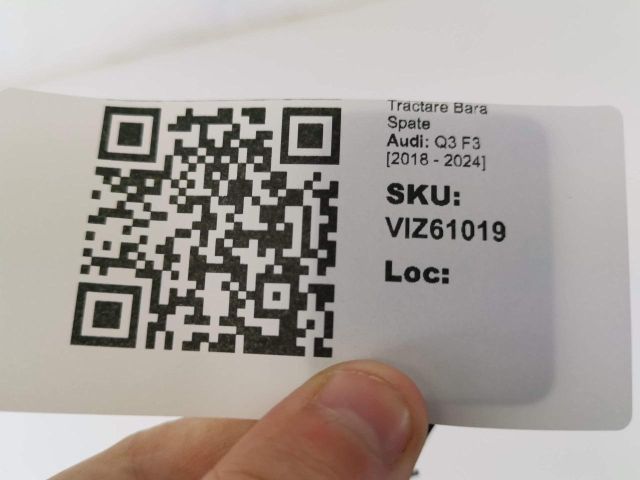 Tractare Bara
Spate
Audi: Q3 F3
[2018 - 2024]
SKU:
VIZ61019
Loc: